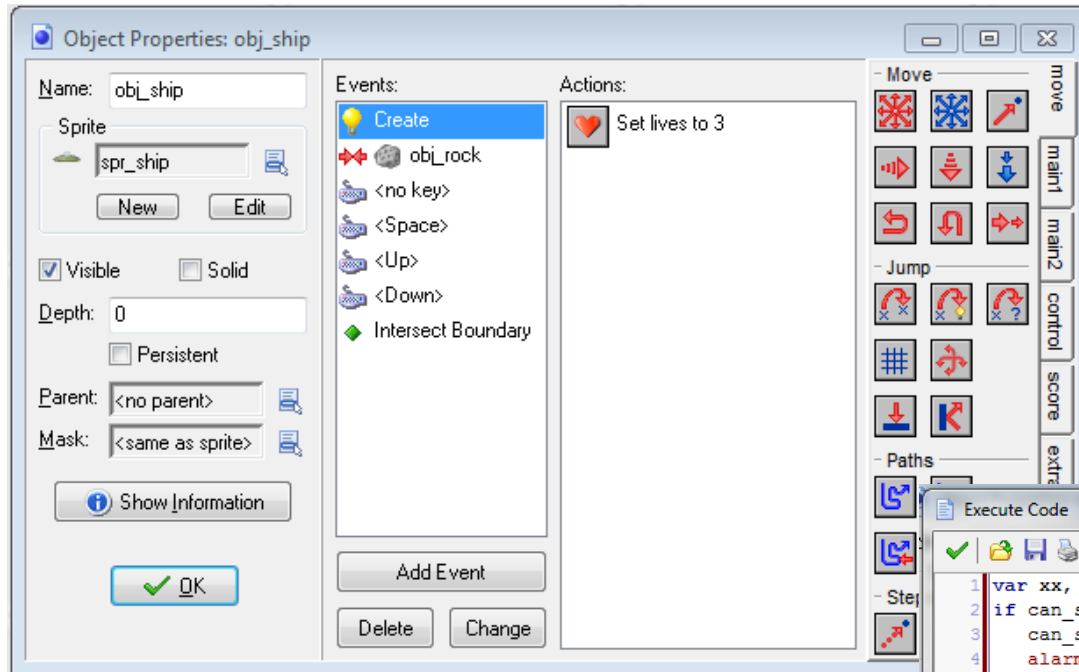 Object Properties: obj_ship
Name: obj_ship
Sprite
spr_ship
New Edit
Visible Solid
Depth: 0
Persistent
Parent: <no parent>
Mask: <same as sprite>
Show Information
OK
Events:
Create
obj_rock
<no key>
<Space>
<Up>
<Down>
Intersect Boundary
Add Event
Delete Change
Actions:
Set lives to 3
Move
Jump
Paths
Step
move
main1
main2
control
score
extra
Execute Code
1 var xx,
2 if can_s
3 can_s
4 alarm